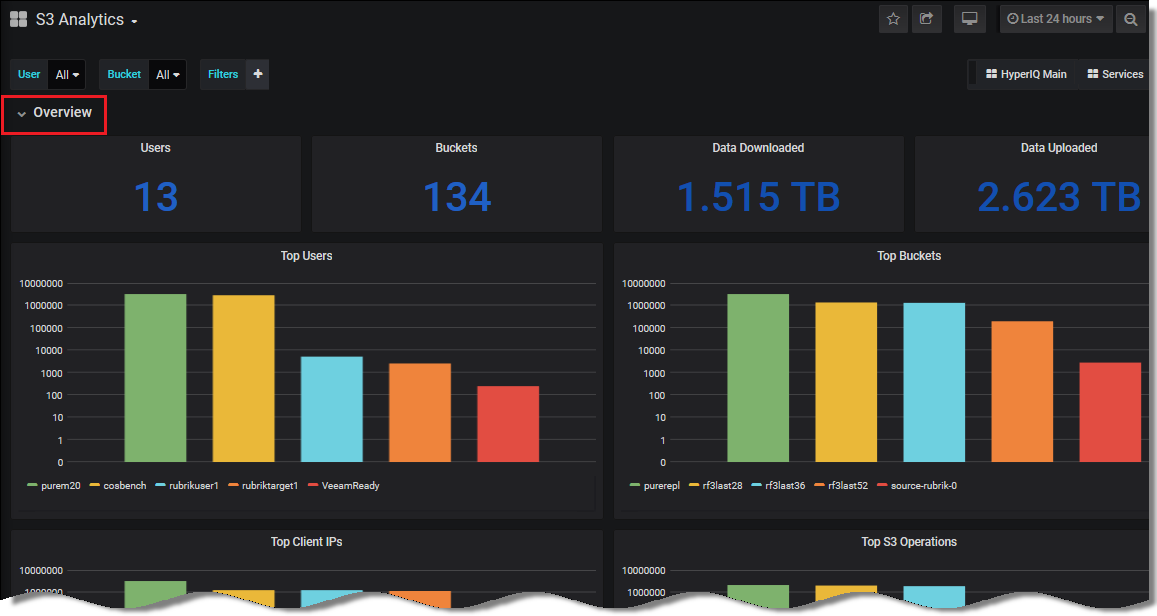 S3 Analytics
Last 24 hours
User All Bucket All Filters +
HyperIQ Main Services
Overview
Users Buckets Data Downloaded Data Uploaded
13 134 1.515 TB 2.623 TB
Top Users
10000000
1000000
100000
10000
1000
100
10
1
0
purem20 cosbench rubrikuser1 rubriktarget1 VeeamReady
Top Buckets
10000000
1000000
100000
10000
1000
100
10
1
0
purerepl rf3last28 rf3last36 rf3last52 source-rubrik-0
Top Client IPs
10000000
1000000
Top S3 Operations
10000000
1000000